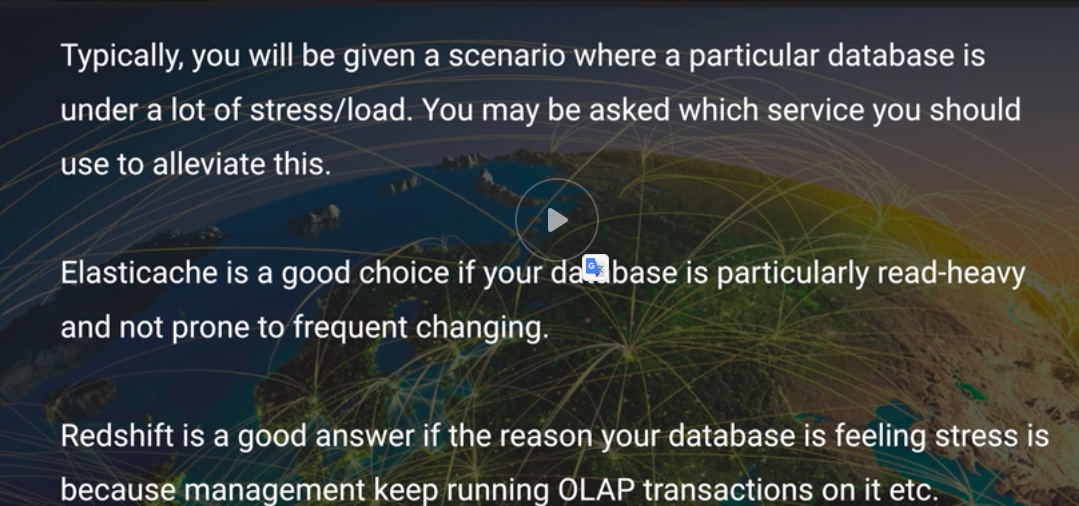 Typically, you will be given a scenario where a particular database is
under a lot of stress/load. You may be asked which service you should
use to alleviate this.
Elasticache is a good choice if your database is particularly read-heavy
and not prone to frequent changing.
Redshift is a good answer if the reason your database is feeling stress is
because management keep running OLAP transactions on it etc.